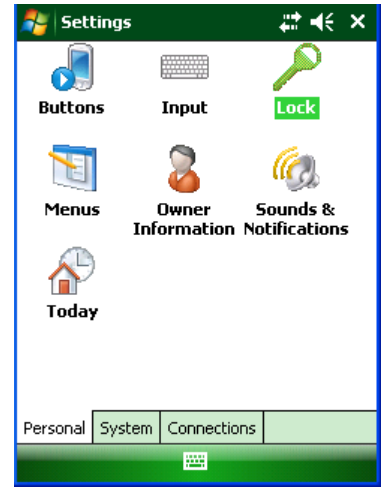 Settings
Buttons Input Lock
Menus Owner Information Sounds & Notifications
Today
Personal System Connections